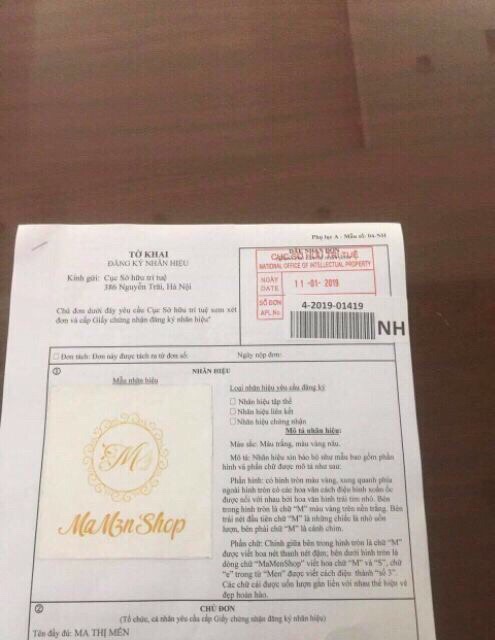 Phụ lục A - Mẫu số: 04-NH
TỜ KHAI
ĐĂNG KÝ NHÃN HIỆU
Kính gửi: Cục Sở hữu trí tuệ
386 Nguyễn Trãi, Hà Nội
Chủ đơn dưới đây yêu cầu Cục Sở hữu trí tuệ xem xét
đơn và cấp Giấy chứng nhận đăng ký nhãn hiệu*
DẤU NHẬN ĐƠN
CỤC SỞ HỮU TRÍ TUỆ
NATIONAL OFFICE OF INTELLECTUAL PROPERTY
NGÀY
DATE
11-01-2019
SỐ ĐƠN
APL No.
4-2019-01419
NH
Đơn tách: Đơn này được tách ra từ đơn số:
Ngày nộp đơn:
① NHÃN HIỆU
Mẫu nhãn hiệu
M
MaM3n'Shop
Loại nhãn hiệu yêu cầu đăng ký
Nhãn hiệu tập thể
Nhãn hiệu liên kết
Nhãn hiệu chứng nhận
Mô tả nhãn hiệu:
Màu sắc: Màu trắng, màu vàng nâu.
Mô tả: Nhãn hiệu xin bảo hộ như mẫu bao gồm phần
hình và phần chữ được mô tả như sau:
Phần hình: có hình tròn màu vàng, xung quanh phía
ngoài hình tròn có các hoa văn cách điệu hình xoắn ốc
được nối với nhau bởi hoa văn hình trái tim nhỏ. Bên
trong hình tròn là chữ "M" màu vàng trên nền trắng. Bên
trái nét đầu tiên chữ "M" là những chiếc lá nhỏ uốn
lượn, bên phải chữ "M" là cánh chim.
Phần chữ: Chính giữa bên trong hình tròn là chữ "M"
được viết hoa nét thanh nét đậm; bên dưới hình tròn là
dòng chữ "MaMenShop" viết hoa chữ "M" và "S", chữ
"e" trong từ "Men" được viết cách điệu thành "số 3".
Các chữ cái được uốn lượn gắn liền với nhau thể hiện vẻ
đẹp hoàn hảo.
② CHỦ ĐƠN
(Tổ chức, cá nhân yêu cầu cấp Giấy chứng nhận đăng ký nhãn hiệu)
Tên đầy đủ: MA THỊ MẾN